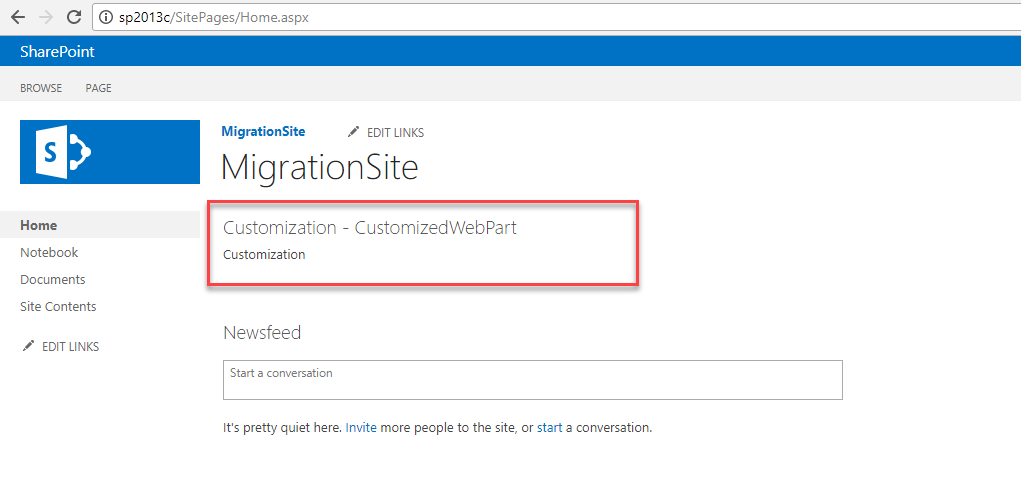 sp2013c/SitePages/Home.aspx
SharePoint
BROWSE PAGE
S
MigrationSite EDIT LINKS
MigrationSite
Home
Notebook
Documents
Site Contents
EDIT LINKS
Customization - CustomizedWebPart
Customization
Newsfeed
Start a conversation
It's pretty quiet here. Invite more people to the site, or start a conversation.